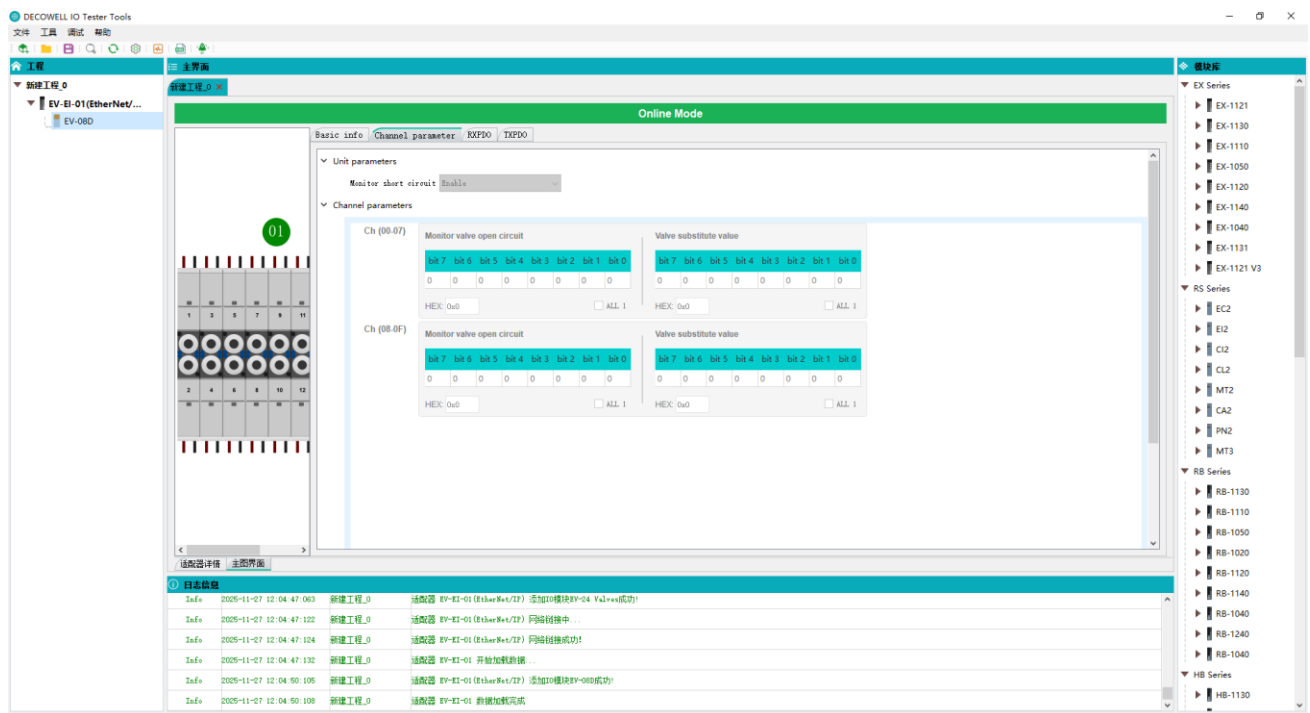 DECOWELL IO Tester Tools
文件 工具 调试 帮助
工程
新建工程_0
EV-EI-01(EtherNet/...
EV-08D
主界面
新建工程_0
Online Mode
Basic info Channel parameter RXPDO TXPDO
Unit parameters
Monitor short circuit Enable
Channel parameters
Ch (00-07)
Monitor valve open circuit Valve substitute value
bit 7 bit 6 bit 5 bit 4 bit 3 bit 2 bit 1 bit 0 bit 7 bit 6 bit 5 bit 4 bit 3 bit 2 bit 1 bit 0
0 0 0 0 0 0 0 0 0 0 0 0 0 0 0 0
HEX: 0x0 ALL 1 HEX: 0x0 ALL 1
Ch (08-0F)
Monitor valve open circuit Valve substitute value
bit 7 bit 6 bit 5 bit 4 bit 3 bit 2 bit 1 bit 0 bit 7 bit 6 bit 5 bit 4 bit 3 bit 2 bit 1 bit 0
0 0 0 0 0 0 0 0 0 0 0 0 0 0 0 0
HEX: 0x0 ALL 1 HEX: 0x0 ALL 1
01
1 3 5 7 9 11
2 4 6 8 10 12
适配器详情 主图界面
日志信息
Info 2025-11-27 12:04:47:063 新建工程_0 适配器 EV-EI-01(EtherNet/IP) 添加IO模块EV-24 Valves成功!
Info 2025-11-27 12:04:47:122 新建工程_0 适配器 EV-EI-01(EtherNet/IP) 网络链接中...
Info 2025-11-27 12:04:47:124 新建工程_0 适配器 EV-EI-01(EtherNet/IP) 网络链接成功!
Info 2025-11-27 12:04:47:132 新建工程_0 适配器 EV-EI-01 开始加载数据...
Info 2025-11-27 12:04:50:105 新建工程_0 适配器 EV-EI-01(EtherNet/IP) 添加IO模块EV-08D成功!
Info 2025-11-27 12:04:50:108 新建工程_0 适配器 EV-EI-01 数据加载完成
模块库
EX Series
EX-1121
EX-1130
EX-1110
EX-1050
EX-1120
EX-1140
EX-1040
EX-1131
EX-1121 V3
RS Series
EC2
EI2
CI2
CL2
MT2
CA2
PN2
MT3
RB Series
RB-1130
RB-1110
RB-1050
RB-1020
RB-1120
RB-1140
RB-1040
RB-1240
RB-1040
HB Series
HB-1130